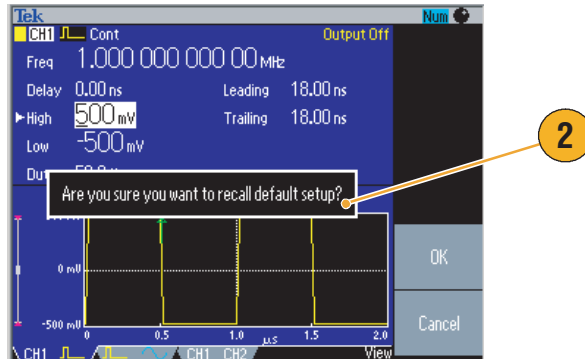 Tek Num
CH1 Cont Output Off
Freq 1.000 000 000 00 MHz
Delay 0.00 ns Leading 18.00 ns
High 500 mV Trailing 18.00 ns
Low -500 mV
2
Are you sure you want to recall default setup?
0 mV
OK
-500 mV
0 0.5 1.0 µs 1.5 2.0
Cancel
CH1 CH1 CH2 View